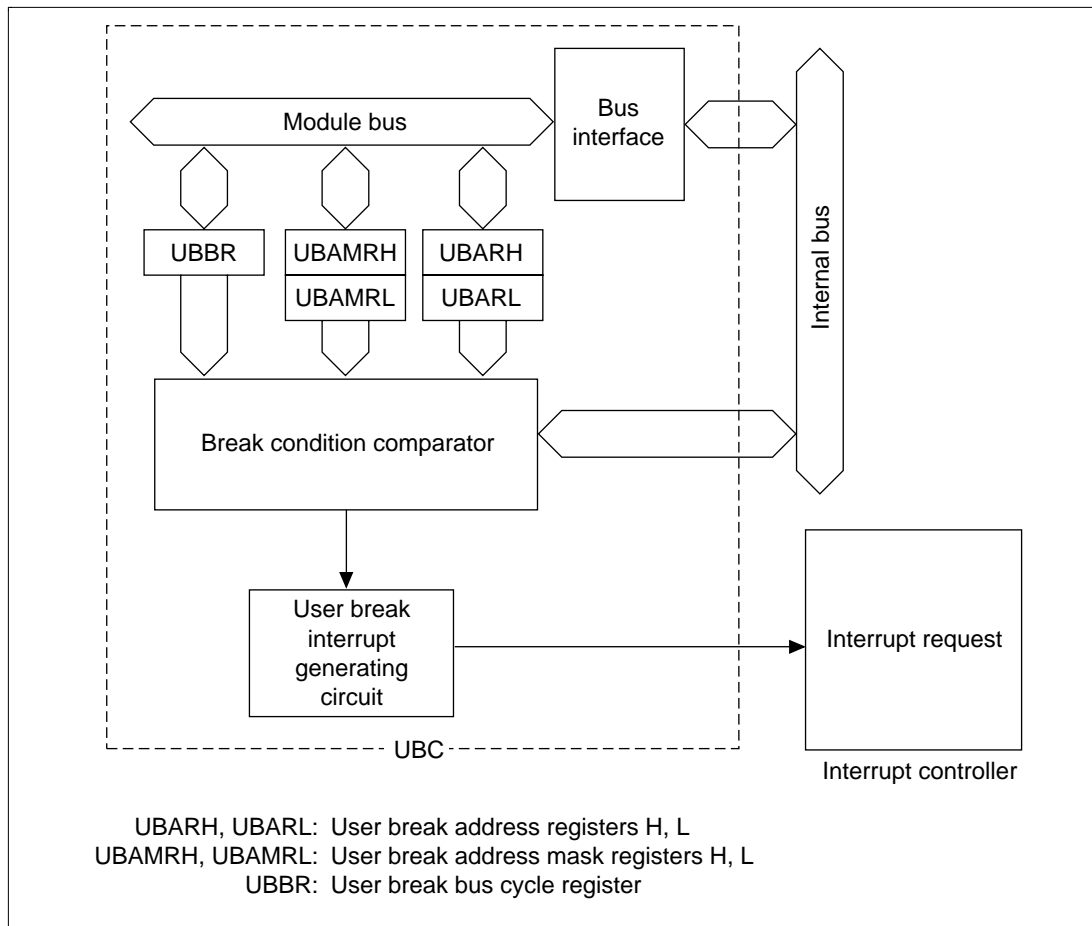 Module bus
Bus
interface
Internal bus
UBBR
UBAMRH
UBARH
UBAMRL
UBARL
Break condition comparator
User break
interrupt
generating
circuit
Interrupt request
UBC
Interrupt controller
UBARH, UBARL: User break address registers H, L
UBAMRH, UBAMRL: User break address mask registers H, L
UBBR: User break bus cycle register